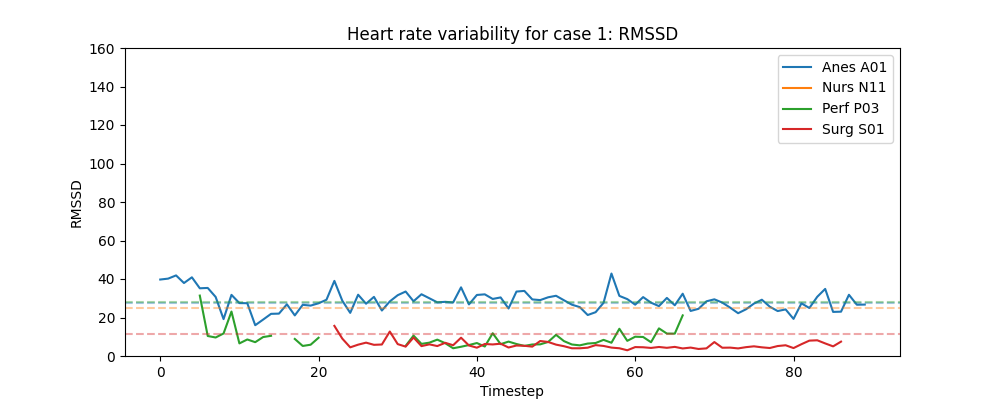 Heart rate variability for case 1: RMSSD
160
140
120
100
80
60
40
20
0
RMSSD
Anes A01
Nurs N11
Perf P03
Surg S01
0
20
40
60
80
Timestep